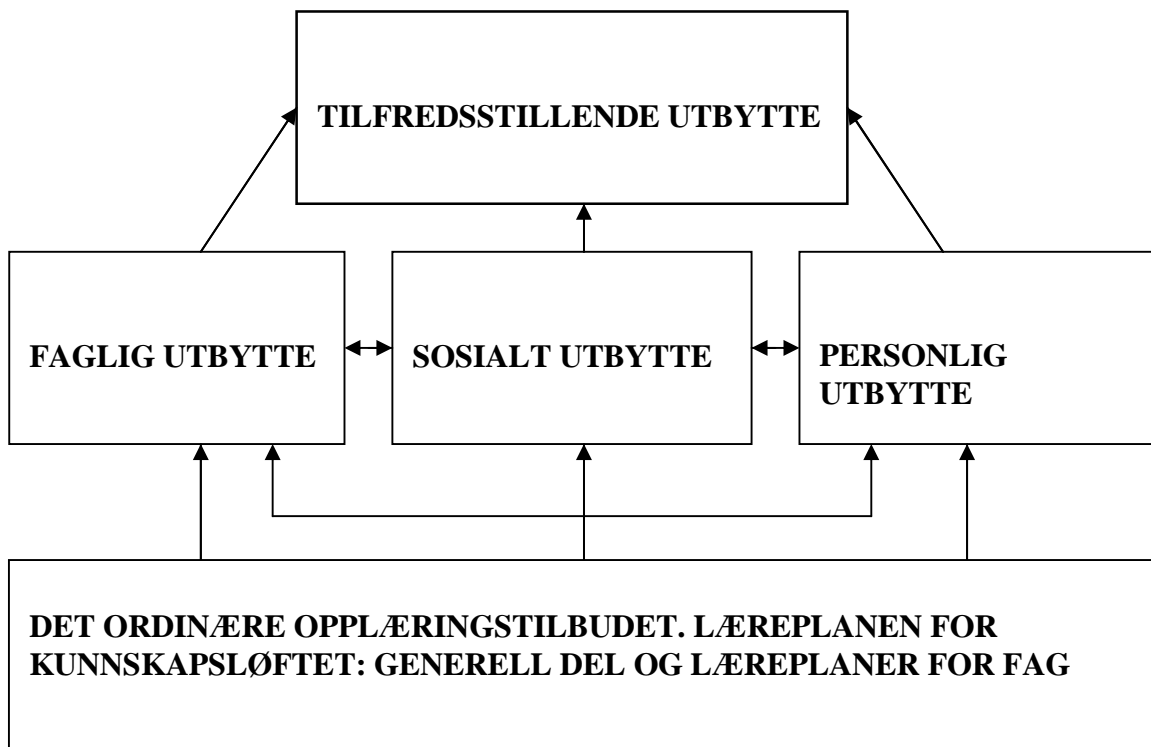 TILFREDSSTILLENDE UTBYTTE
FAGLIG UTBYTTE
SOSIALT UTBYTTE
PERSONLIG
UTBYTTE
DET ORDINÆRE OPPLÆRINGSTILBUDET. LÆREPLANEN FOR
KUNNSKAPSLØFTET: GENERELL DEL OG LÆREPLANER FOR FAG